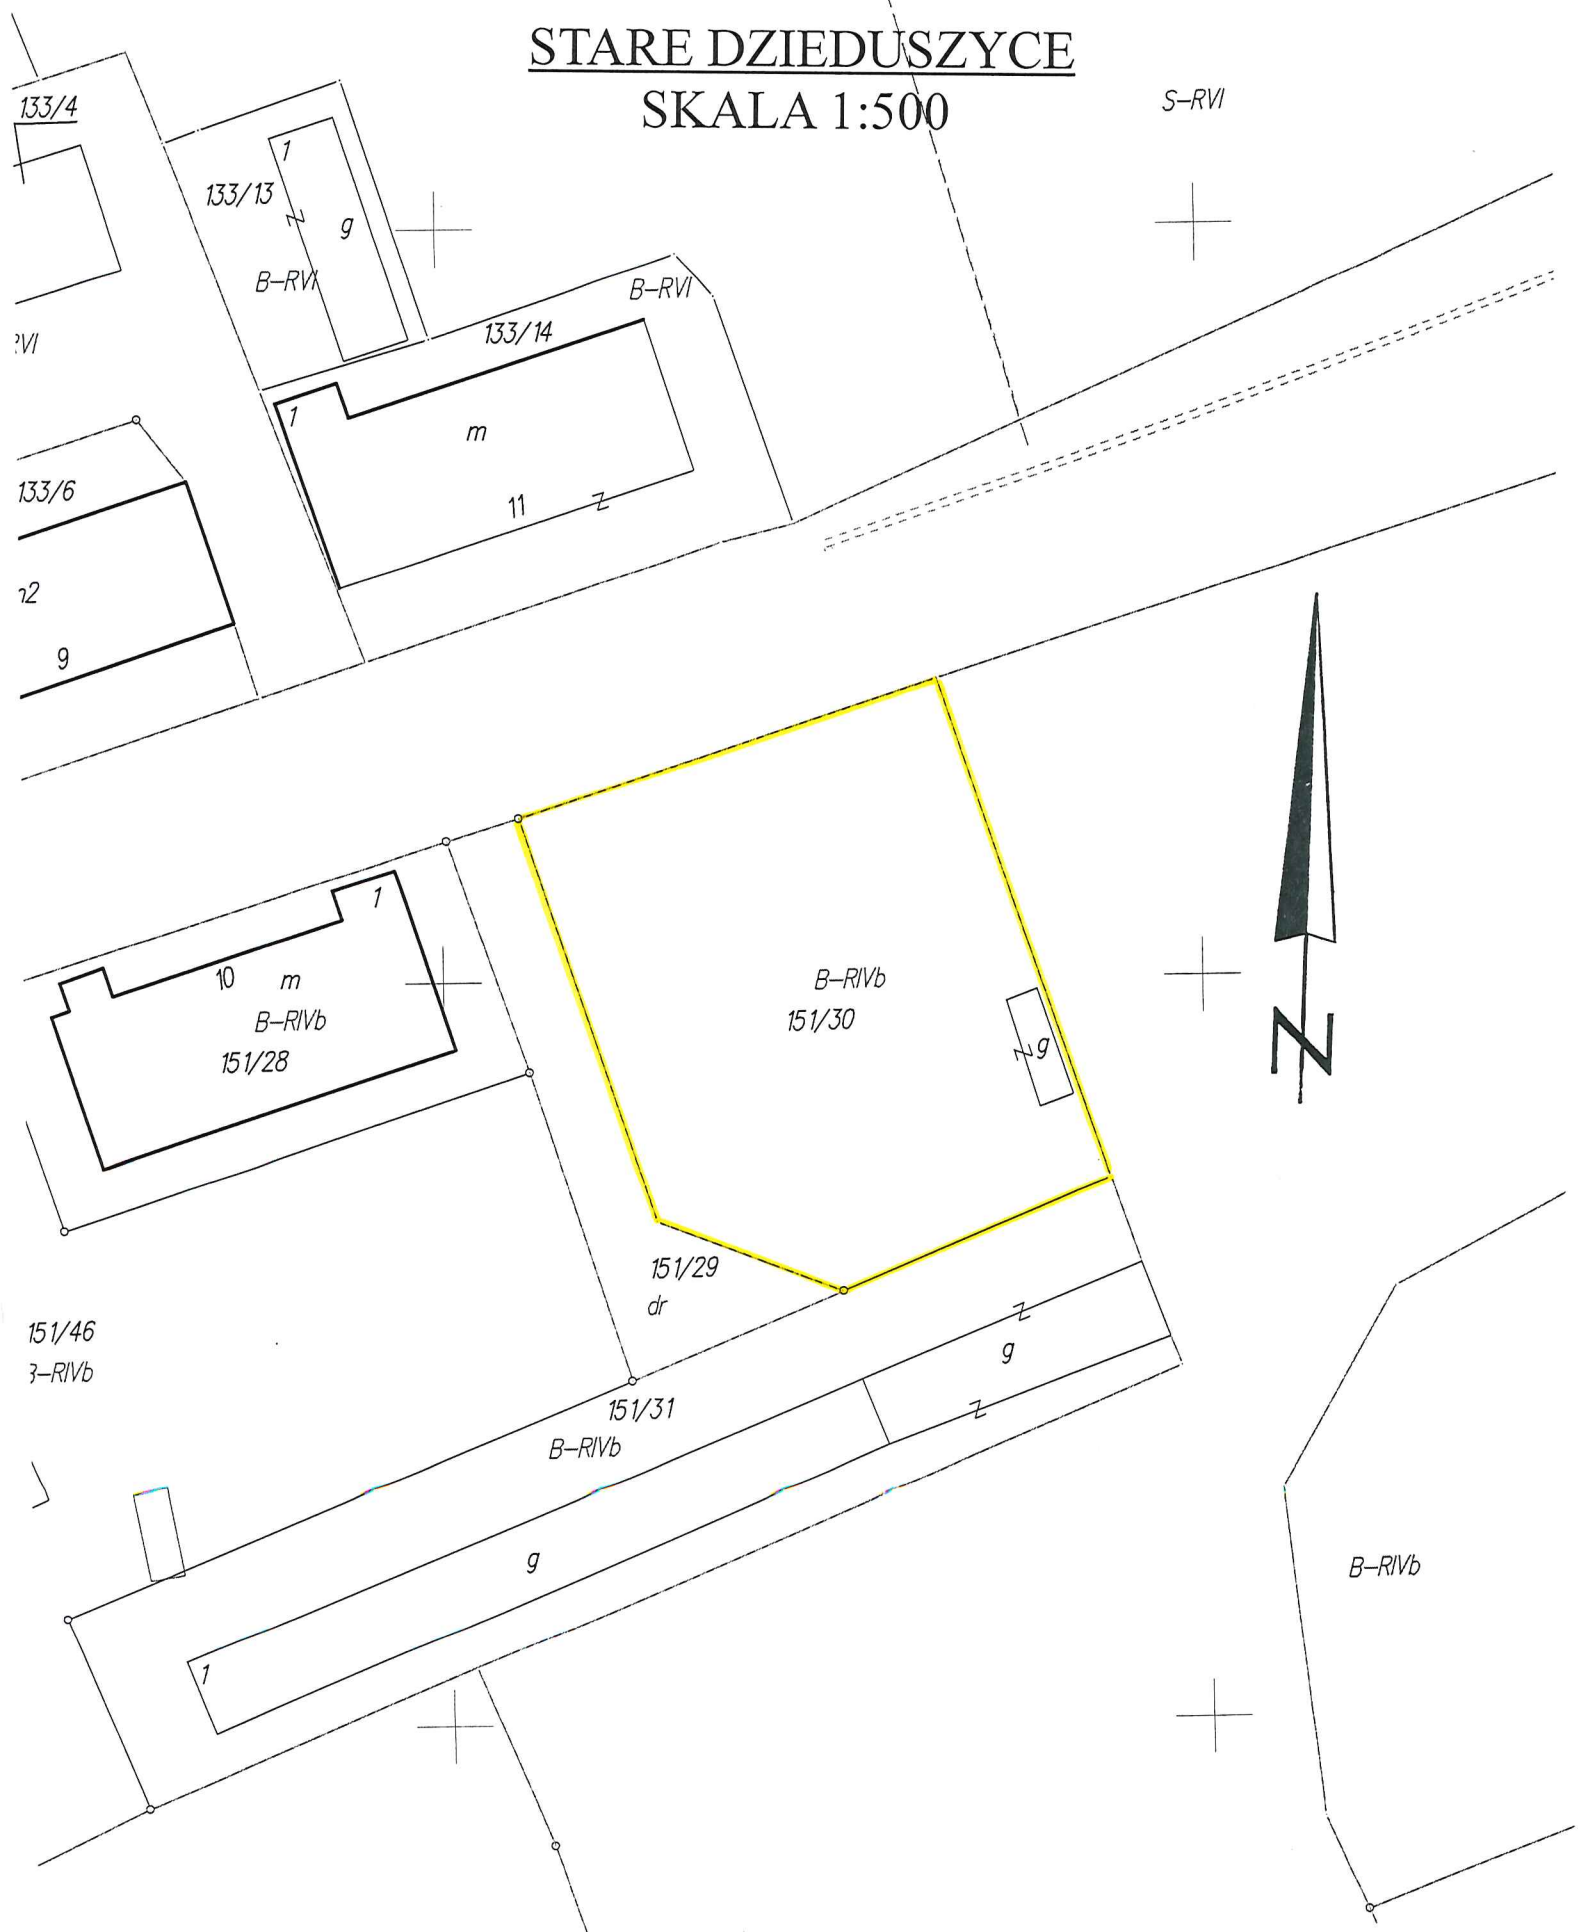 STARE DZIEDUSZYCE
SKALA 1:500
S-RVI
133/4
1
133/13
z
g
B-RVI
B-RVI
133/14
1
m
11
z
133/6
9
B-RIVb
151/30
z
g
1
10
m
B-RIVb
151/28
N
151/29
dr
151/46
151/31
B-RIVb
z
g
z
g
1
B-RIVb